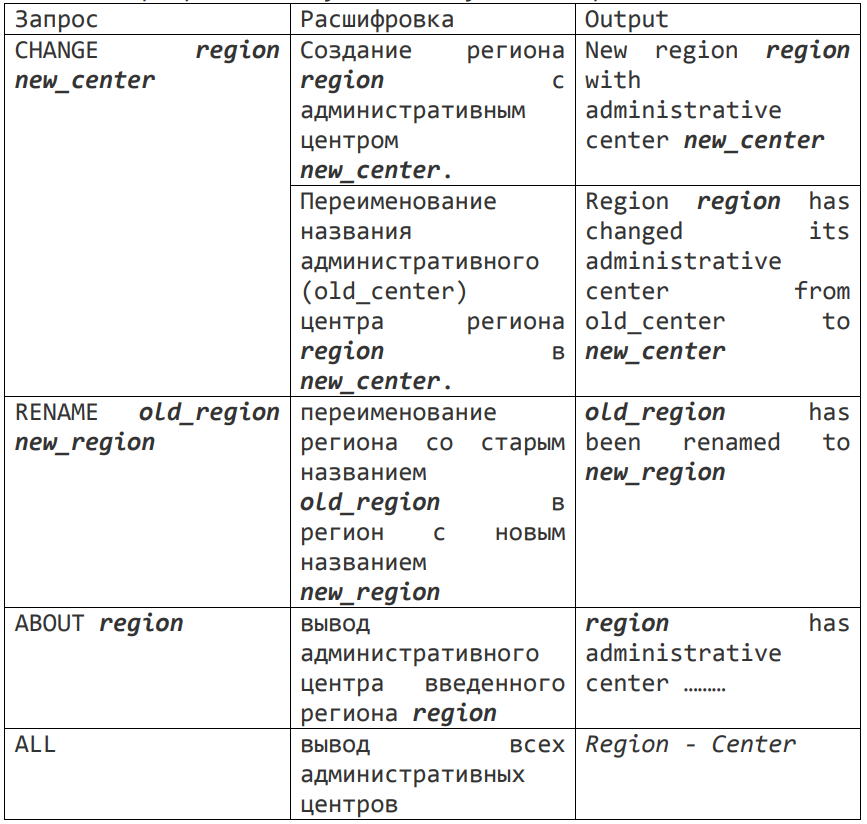 Запрос
Расшифровка
Output
CHANGE region
new_center
Создание региона
region с
административным
центром
new_center.
New region region
with
administrative
center new_center
Переименование
названия
административного
(old_center)
центра региона
region в
new_center.
Region region has
changed its
administrative
center from
old_center to
new_center
RENAME old_region
new_region
переименование
региона со старым
названием
old_region в
регион с новым
названием
new_region
old_region has
been renamed to
new_region
ABOUT region
вывод
административного
центра введенного
региона region
region has
administrative
center ………
ALL
вывод всех
административных
центров
Region - Center